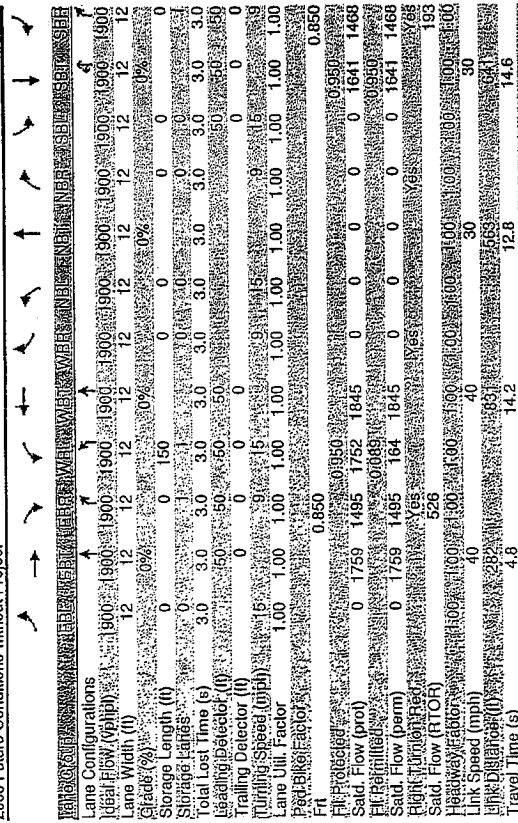 2030 Future Conditions Without Project
Lane Group EBL EBT EBR WBL WBT WBR NBL NBT NBR SBL SBT SBR
Lane Configurations
Ideal Flow (vphpl) 1900 1900 1900 1900 1900 1900 1900 1900 1900 1900 1900 1900
Lane Width (ft) 12 12 12 12 12 12 12 12 12 12 12 12
Grade (%) 0% 0% 0% 0%
Storage Length (ft) 0 0 150 0 0 0 0 0
Storage Lanes 0 1 1 0 0 0 0
Total Lost Time (s) 3.0 3.0 3.0 3.0 3.0 3.0 3.0 3.0 3.0 3.0 3.0 3.0
Leading Detector (ft) 50 50 50 50 50 50 50
Trailing Detector (ft) 0 0 0 0 0 0 0
Turning Speed (mph) 15 9 15 9 15 9 15 9
Lane Util. Factor 1.00 1.00 1.00 1.00 1.00 1.00 1.00 1.00 1.00 1.00 1.00 1.00
Ped Bike Factor
Frt 0.850 0.850
Flt Protected 0.950 0.950
Satd. Flow (prot) 0 1759 1495 1752 1845 0 0 0 0 0 1641 1468
Flt Permitted 0.089 0.950
Satd. Flow (perm) 0 1759 1495 164 1845 0 0 0 0 0 1641 1468
Right Turn on Red Yes Yes Yes Yes
Satd. Flow (RTOR) 526 193
Headway Factor 1.00 1.00 1.00 1.00 1.00 1.00 1.00 1.00 1.00 1.00 1.00 1.00
Link Speed (mph) 40 40 30 30
Link Distance (ft) 282 831 563 641
Travel Time (s) 4.8 14.2 12.8 14.6